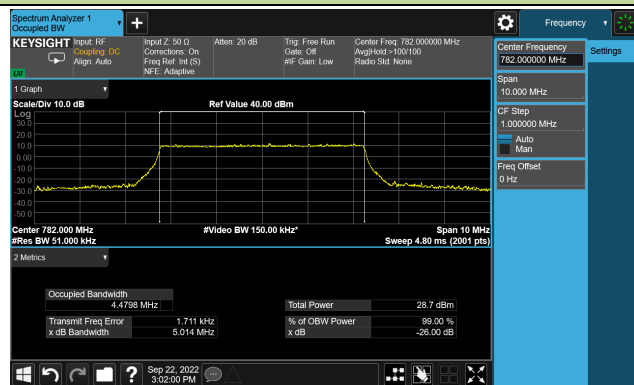 Spectrum Analyzer 1
Occupied BW
Frequency
KEYSIGHT
Input: RF
Coupling: DC
Align: Auto
Input Z: 50 Ω
Corrections: On
Freq Ref: Int (S)
NFE: Adaptive
Atten: 20 dB
Trig: Free Run
Gate: Off
#IF Gain: Low
Center Freq: 782.000000 MHz
Avg|Hold:>100/100
Radio Std: None
LXI
Center Frequency
782.000000 MHz
Settings
Span
10.000 MHz
CF Step
1.000000 MHz
Auto
Man
Freq Offset
0 Hz
1 Graph
Scale/Div 10.0 dB
Ref Value 40.00 dBm
Log
30.0
20.0
10.0
0.00
-10.0
-20.0
-30.0
-40.0
-50.0
Center 782.000 MHz
#Video BW 150.00 kHz*
Span 10 MHz
#Res BW 51.000 kHz
Sweep 4.80 ms (2001 pts)
2 Metrics
Occupied Bandwidth
4.4798 MHz
Total Power 28.7 dBm
Transmit Freq Error 1.711 kHz
% of OBW Power 99.00 %
x dB Bandwidth 5.014 MHz
x dB -26.00 dB
?
Sep 22, 2022
3:02:00 PM